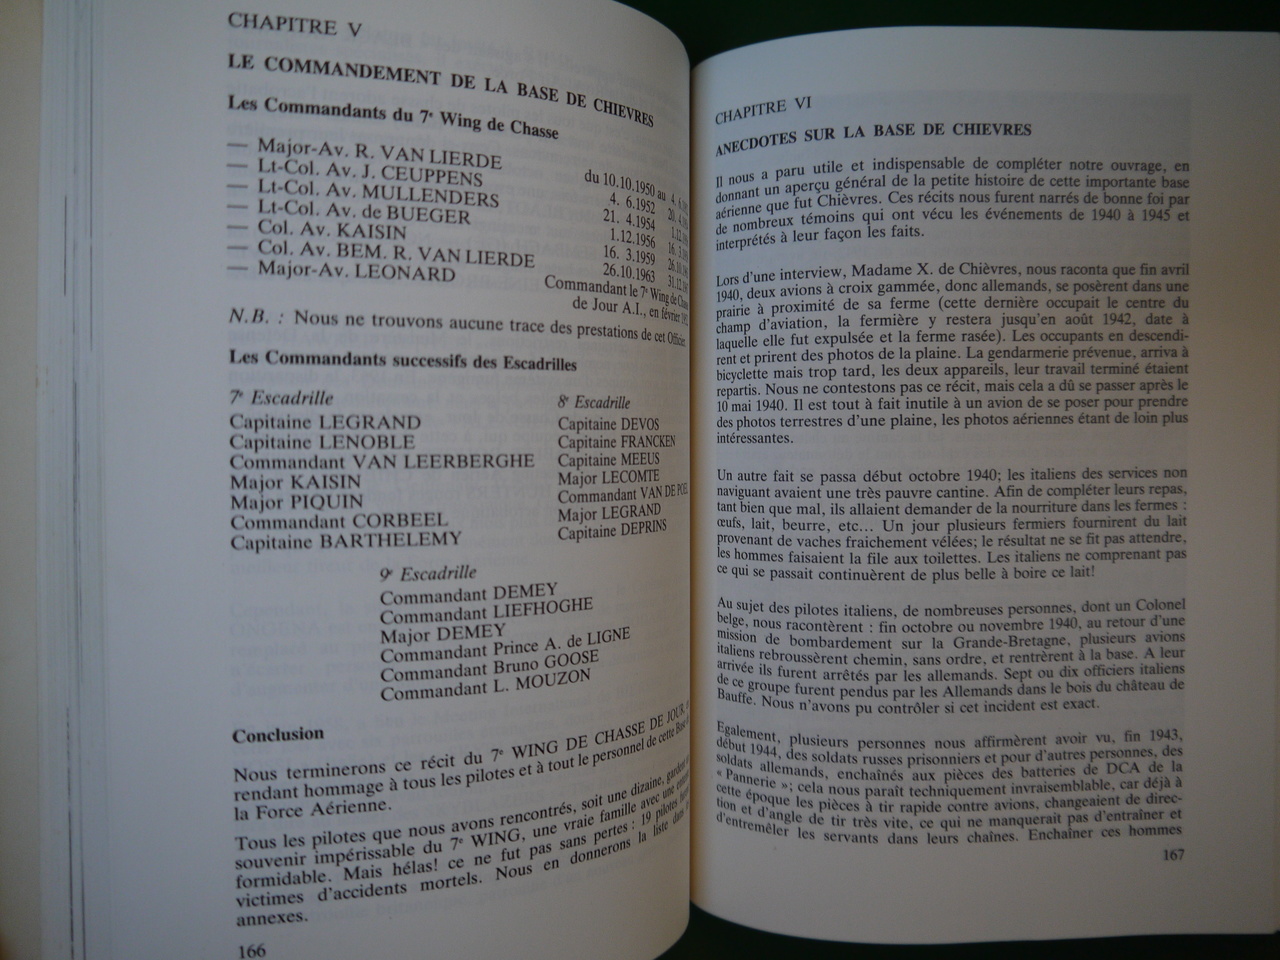 CHAPITRE V
LE COMMANDEMENT DE LA BASE DE CHIEVRES
Les Commandants du 7e Wing de Chasse
— Major-Av. R. VAN LIERDE du 10.10.1950 au 4. 6.
— Lt-Col. Av. J. CEUPPENS 4. 6.1952 20. 4.
— Lt-Col. Av. MULLENDERS 21. 4.1954 1.12.
— Lt-Col. Av. de BUEGER 1.12.1956 16. 3.
— Col. Av. KAISIN 16. 3.1959 26.10.
— Col. Av. BEM. R. VAN LIERDE 26.10.1963 31.12.
— Major-Av. LEONARD Commandant le 7e Wing de Chasse
de Jour A.I., en février
N.B. : Nous ne trouvons aucune trace des prestations de cet Officier.
Les Commandants successifs des Escadrilles
7e Escadrille
Capitaine LEGRAND
Capitaine LENOBLE
Commandant VAN LEERBERGHE
Major KAISIN
Major PIQUIN
Commandant CORBEEL
Capitaine BARTHELEMY
8e Escadrille
Capitaine DEVOS
Capitaine FRANCKEN
Capitaine MEEUS
Major LECOMTE
Commandant VAN DE POEL
Major LEGRAND
Capitaine DEPRINS
9e Escadrille
Commandant DEMEY
Commandant LIEFHOGHE
Major DEMEY
Commandant Prince A. de LIGNE
Commandant Bruno GOOSE
Commandant L. MOUZON
Conclusion
Nous terminerons ce récit du 7e WING DE CHASSE DE JOUR,
rendant hommage à tous les pilotes et à tout le personnel de cette Base
la Force Aérienne.
Tous les pilotes que nous avons rencontrés, soit une dizaine,
souvenir impérissable du 7e WING, une vraie famille avec une
formidable. Mais hélas! ce ne fut pas sans pertes : 19 pilotes
victimes d'accidents mortels. Nous en donnerons la liste dans
annexes.
166
CHAPITRE VI
ANECDOTES SUR LA BASE DE CHIEVRES
Il nous a paru utile et indispensable de compléter notre ouvrage, en
donnant un aperçu général de la petite histoire de cette importante base
aérienne que fut Chièvres. Ces récits nous furent narrés de bonne foi par
de nombreux témoins qui ont vécu les événements de 1940 à 1945 et
interprétés à leur façon les faits.
Lors d'une interview, Madame X. de Chièvres, nous raconta que fin avril
1940, deux avions à croix gammée, donc allemands, se posèrent dans une
prairie à proximité de sa ferme (cette dernière occupait le centre du
champ d'aviation, la fermière y restera jusqu'en août 1942, date à
laquelle elle fut expulsée et la ferme rasée). Les occupants en descendi-
rent et prirent des photos de la plaine. La gendarmerie prévenue, arriva à
bicyclette mais trop tard, les deux appareils, leur travail terminé étaient
repartis. Nous ne contestons pas ce récit, mais cela a dû se passer après le
10 mai 1940. Il est tout à fait inutile à un avion de se poser pour prendre
des photos terrestres d'une plaine, les photos aériennes étant de loin plus
intéressantes.
Un autre fait se passa début octobre 1940; les italiens des services non
naviguant avaient une très pauvre cantine. Afin de compléter leurs repas,
tant bien que mal, ils allaient demander de la nourriture dans les fermes :
œufs, lait, beurre, etc... Un jour plusieurs fermiers fournirent du lait
provenant de vaches fraichement vélées; le résultat ne se fit pas attendre,
les hommes faisaient la file aux toilettes. Les italiens ne comprenant pas
ce qui se passait continuèrent de plus belle à boire ce lait!
Au sujet des pilotes italiens, de nombreuses personnes, dont un Colonel
belge, nous racontèrent : fin octobre ou novembre 1940, au retour d'une
mission de bombardement sur la Grande-Bretagne, plusieurs avions
italiens rebroussèrent chemin, sans ordre, et rentrèrent à la base. A leur
arrivée ils furent arrêtés par les allemands. Sept ou dix officiers italiens
de ce groupe furent pendus par les Allemands dans le bois du château de
Bauffe. Nous n'avons pu contrôler si cet incident est exact.
Egalement, plusieurs personnes nous affirmèrent avoir vu, fin 1943,
début 1944, des soldats russes prisonniers et pour d'autres personnes, des
soldats allemands, enchaînés aux pièces des batteries de DCA de la
« Pannerie »; cela nous paraît techniquement invraisemblable, car déjà à
cette époque les pièces à tir rapide contre avions, changeaient de direc-
tion et d'angle de tir très vite, ce qui ne manquerait pas d'entraîner et
d'entremêler les servants dans leurs chaînes. Enchaîner ces hommes
167